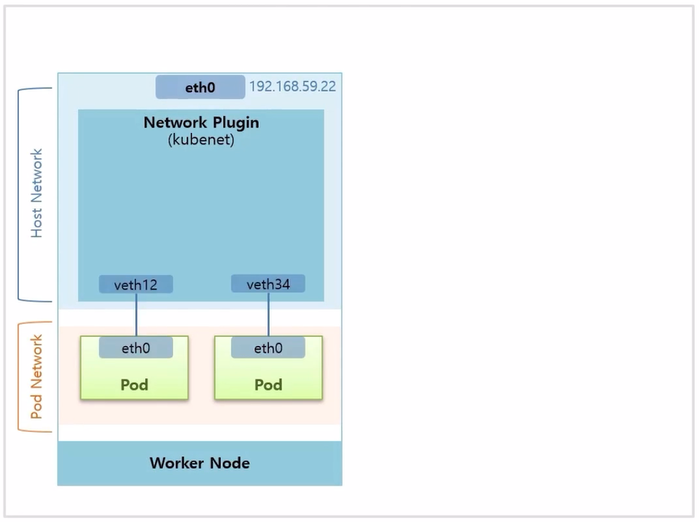 eth0
192.168.59.22
Network Plugin
(kubenet)
Host Network
veth12
veth34
Pod Network
eth0
eth0
Pod
Pod
Worker Node